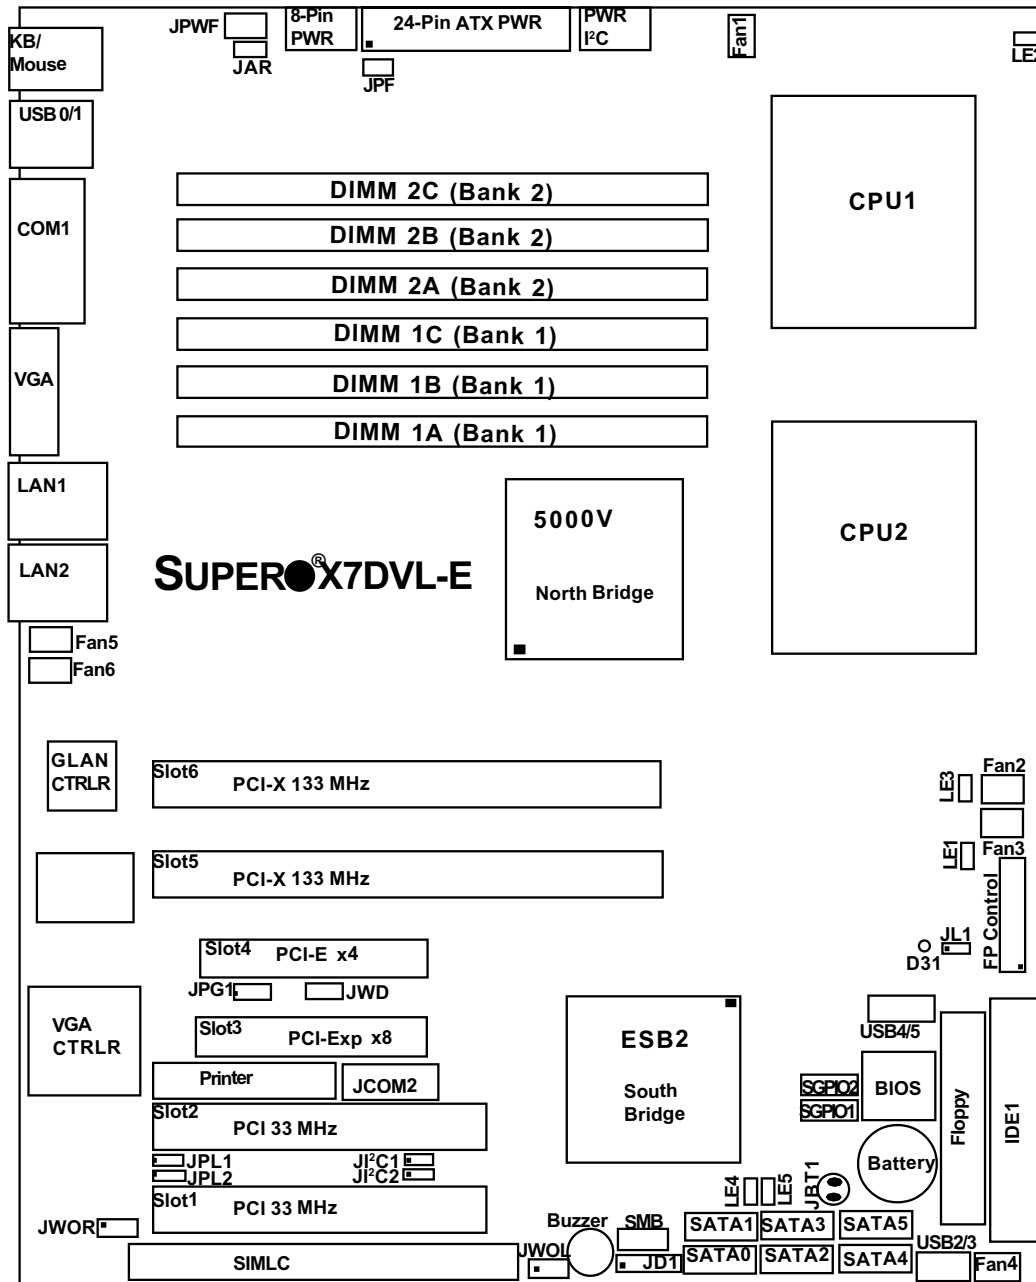 JPWF
8-Pin
PWR
24-Pin ATX PWR
PWR
I²C
Fan1
LE2
KB/
Mouse
JAR
JPF
USB 0/1
COM1
VGA
LAN1
LAN2
DIMM 2C (Bank 2)
DIMM 2B (Bank 2)
DIMM 2A (Bank 2)
DIMM 1C (Bank 1)
DIMM 1B (Bank 1)
DIMM 1A (Bank 1)
CPU1
CPU2
5000V
North Bridge
SUPER®X7DVL-E
Fan5
Fan6
GLAN
CTRLR
Slot6
PCI-X 133 MHz
Slot5
PCI-X 133 MHz
Slot4
PCI-E x4
JPG1
JWD
Slot3
PCI-Exp x8
VGA
CTRLR
Printer
JCOM2
Slot2
PCI 33 MHz
JPL1
JPL2
JI²C1
JI²C2
Slot1
PCI 33 MHz
JWOR
SIMLC
Fan2
LE3
LE1
Fan3
FP Control
JL1
D31
ESB2
South
Bridge
USB4/5
SGPIO2
SGPIO1
BIOS
Floppy
IDE1
Battery
LE4
LE5
JBT1
Buzzer
JWOL
SMB
JD1
SATA1
SATA3
SATA5
SATA0
SATA2
SATA4
USB2/3
Fan4